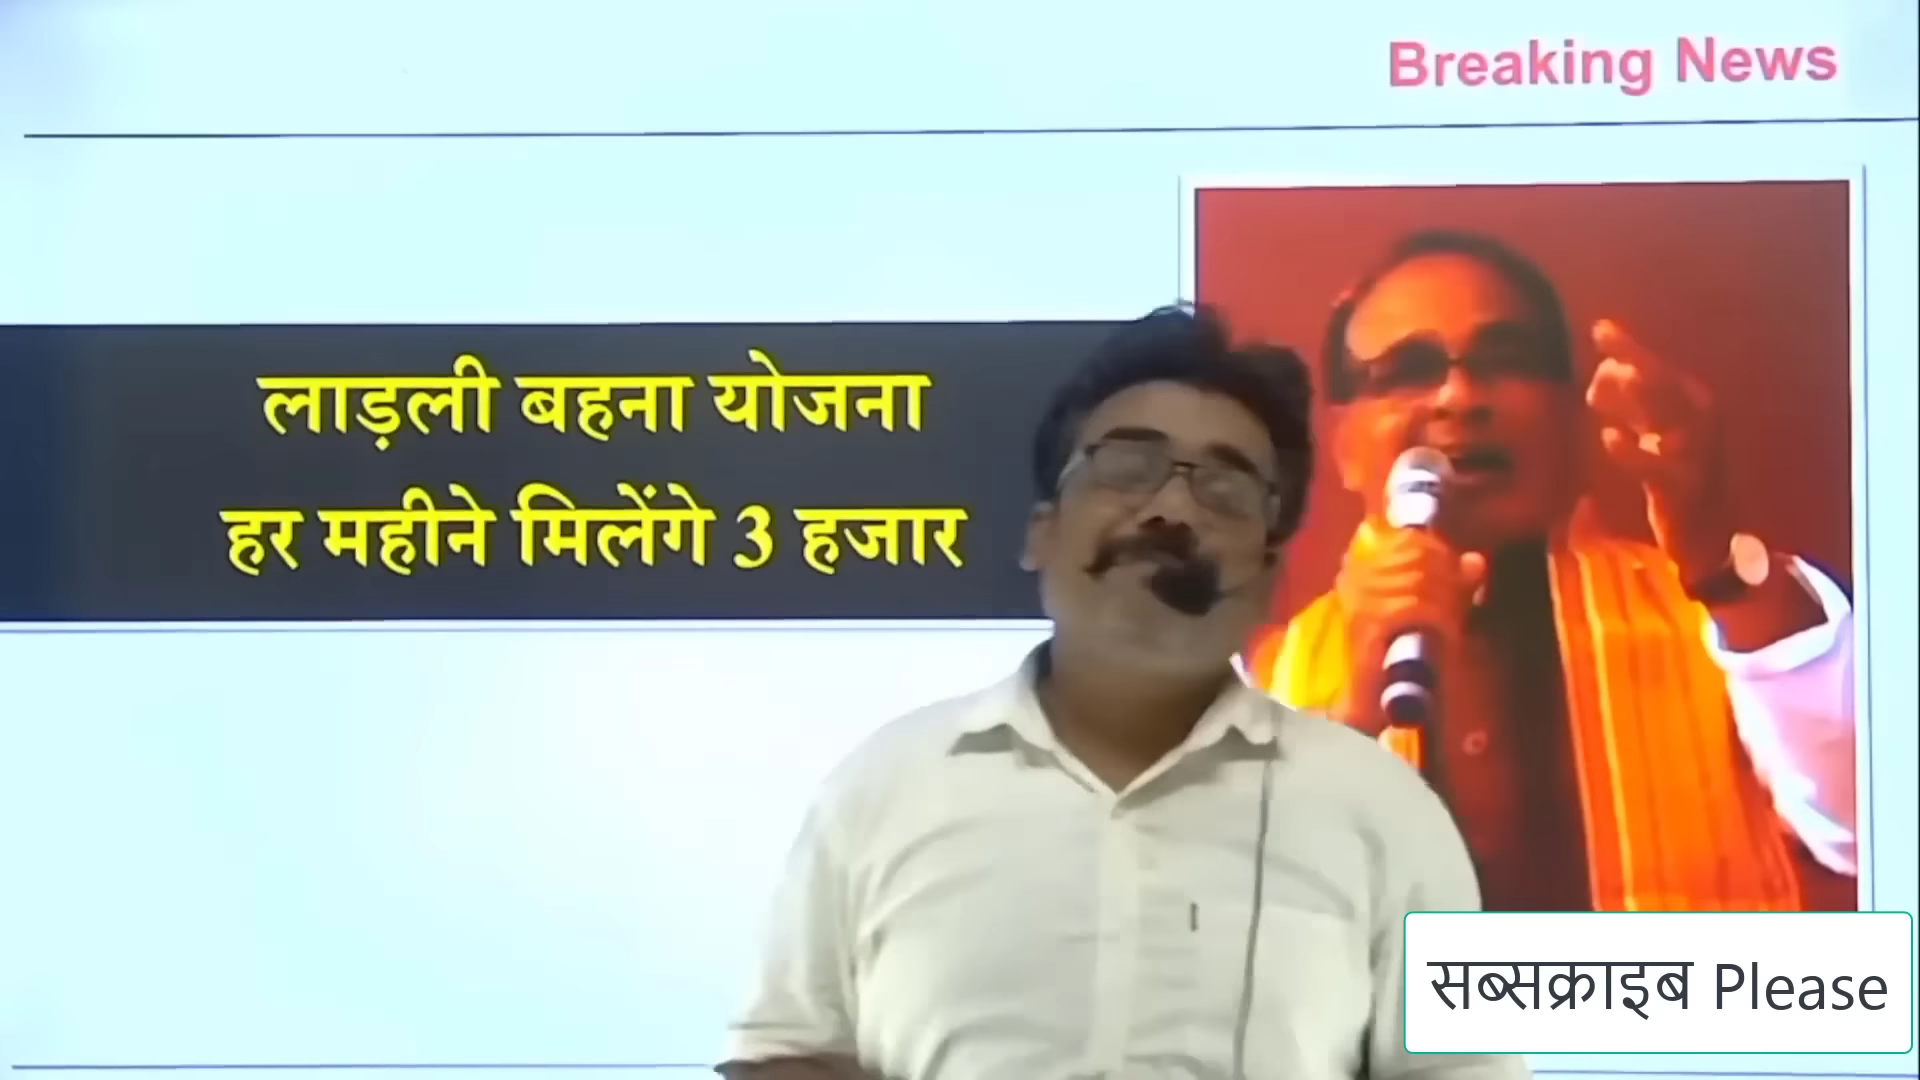 Breaking News
लाड़ली बहना योजना
हर महीने मिलेंगे 3 हजार
सब्सक्राइब Please